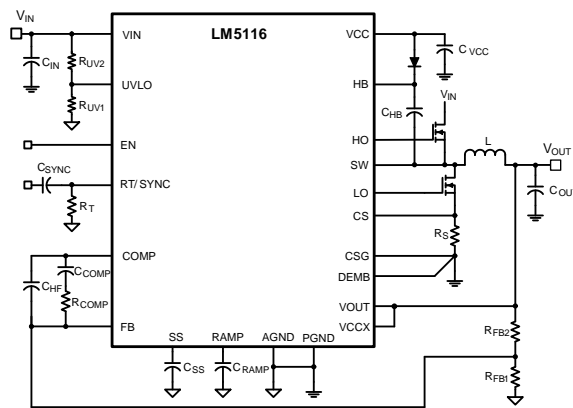 VIN
LM5116
VIN
VCC
CIN
RUV2
CVCC
UVLO
HB
RUV1
CHB
VIN
EN
HO
L
VOUT
CSYNC
SW
RT/SYNC
LO
COU
RT
CS
RS
COMP
CSG
CCOMP
DEMB
CHF
RCOMP
VOUT
FB
SS
RAMP
AGND
PGND
VCCX
RFB2
CSS
CRAMP
RFB1